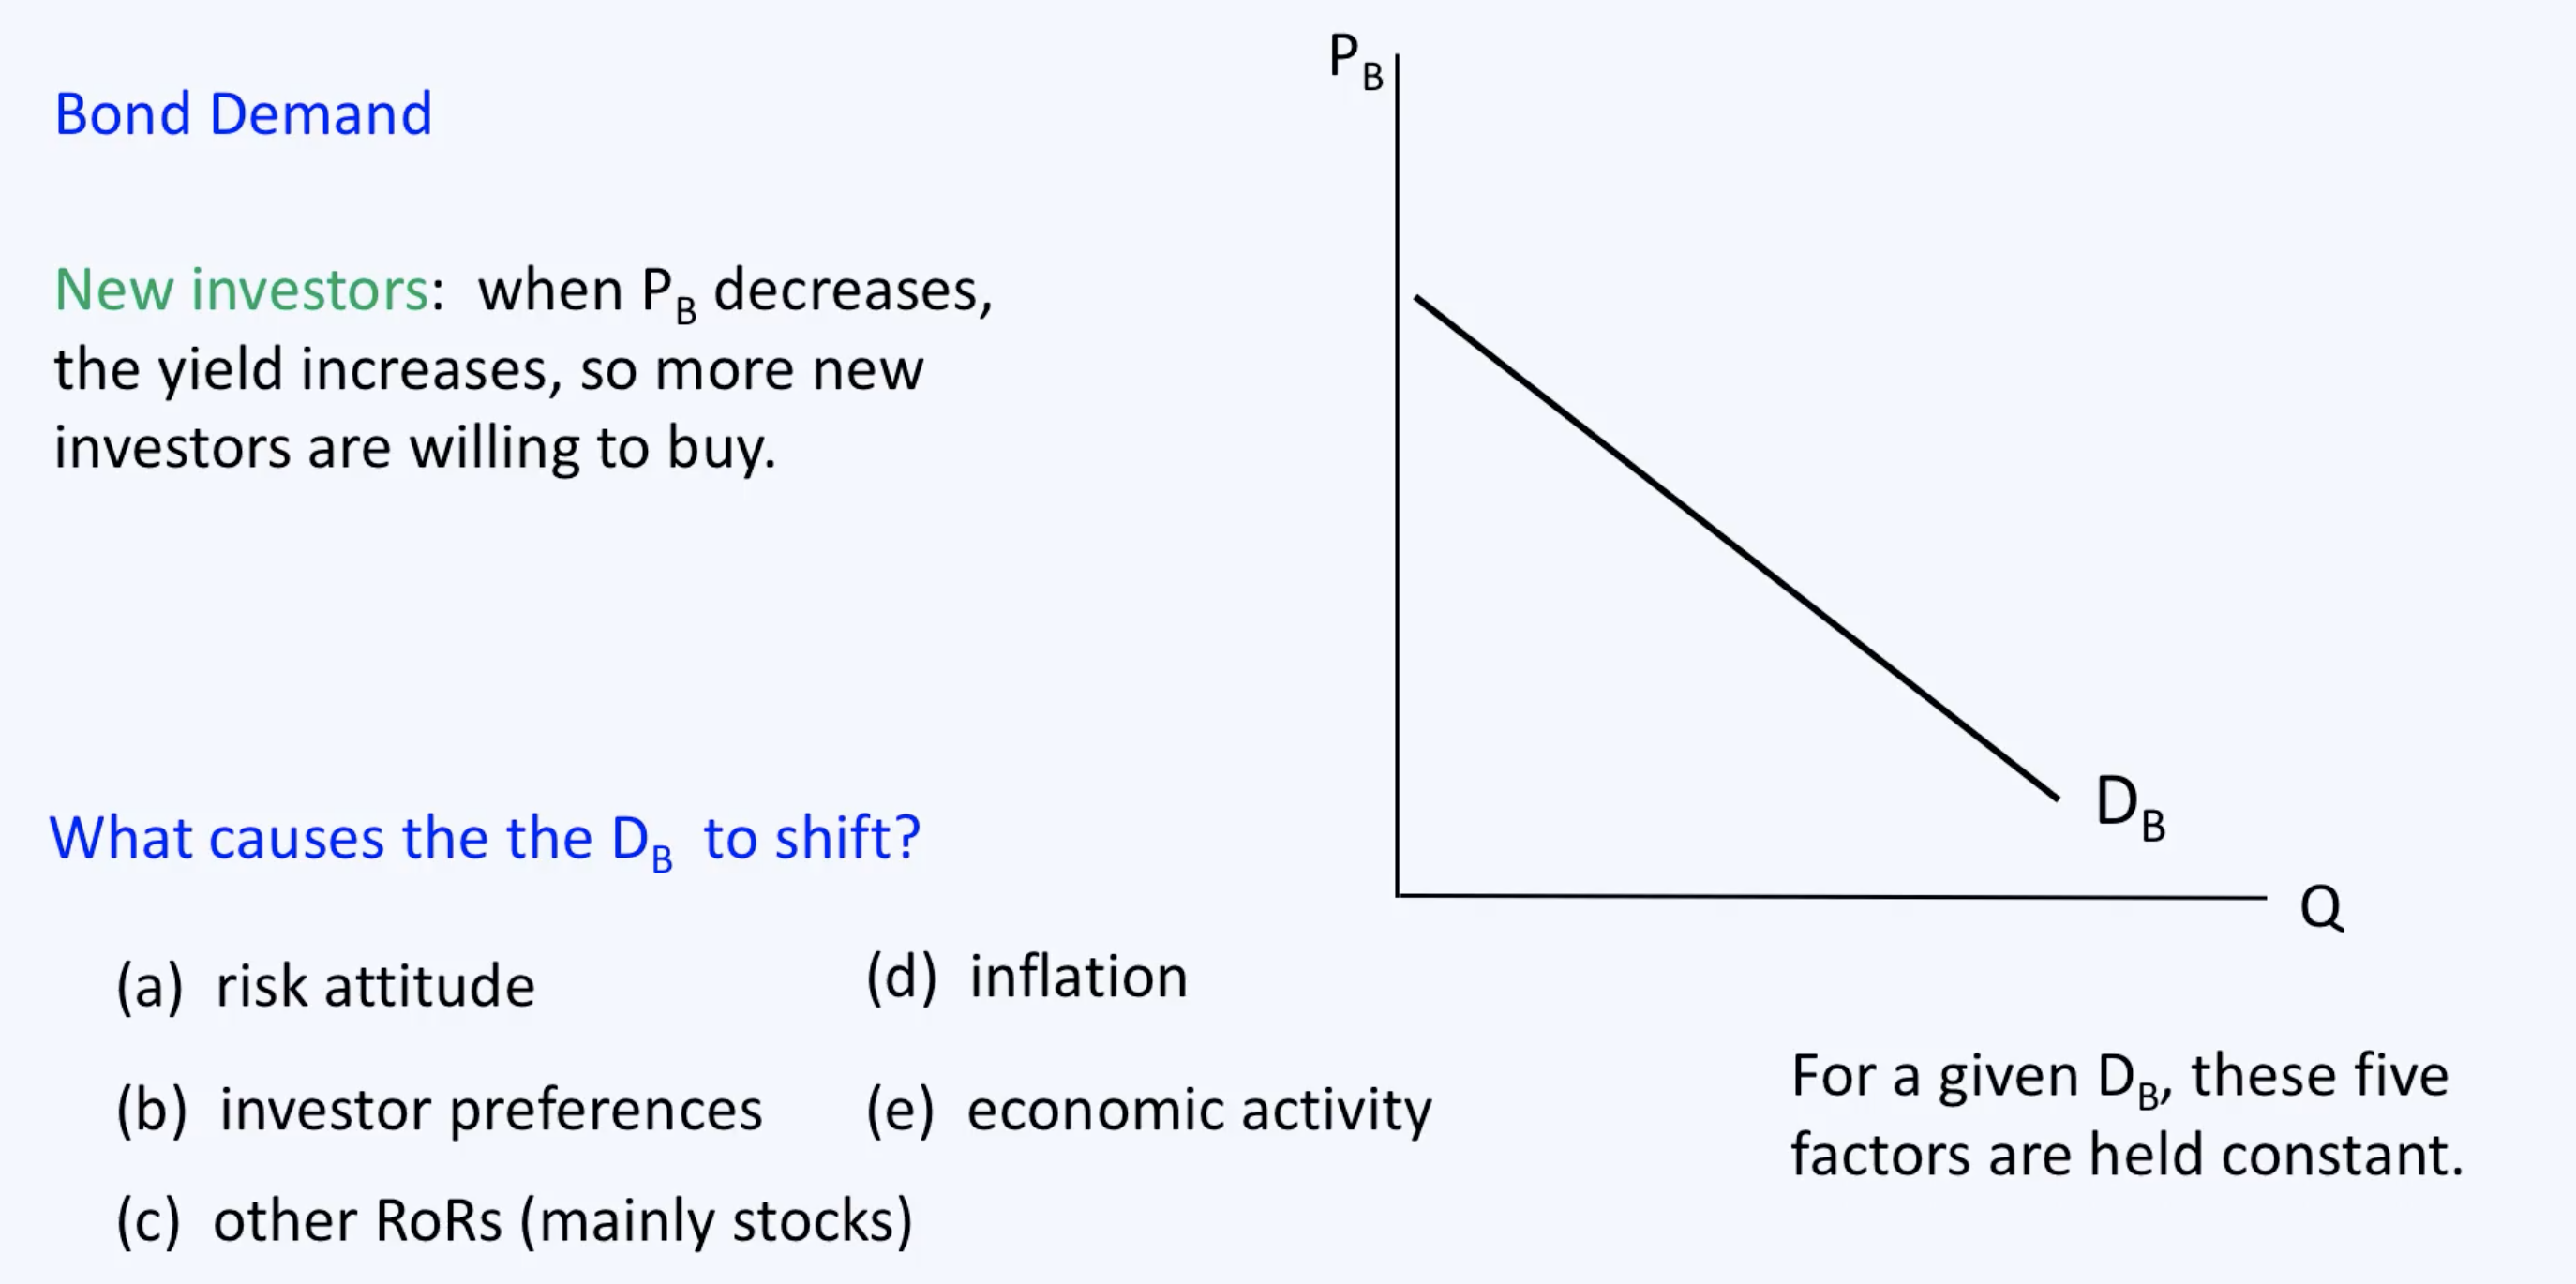 Bond Demand
New investors: when P_B decreases,
the yield increases, so more new
investors are willing to buy.
What causes the the D_B to shift?
(a) risk attitude
(b) investor preferences
(c) other RoRs (mainly stocks)
(d) inflation
(e) economic activity
P_B
D_B
Q
For a given D_B, these five
factors are held constant.